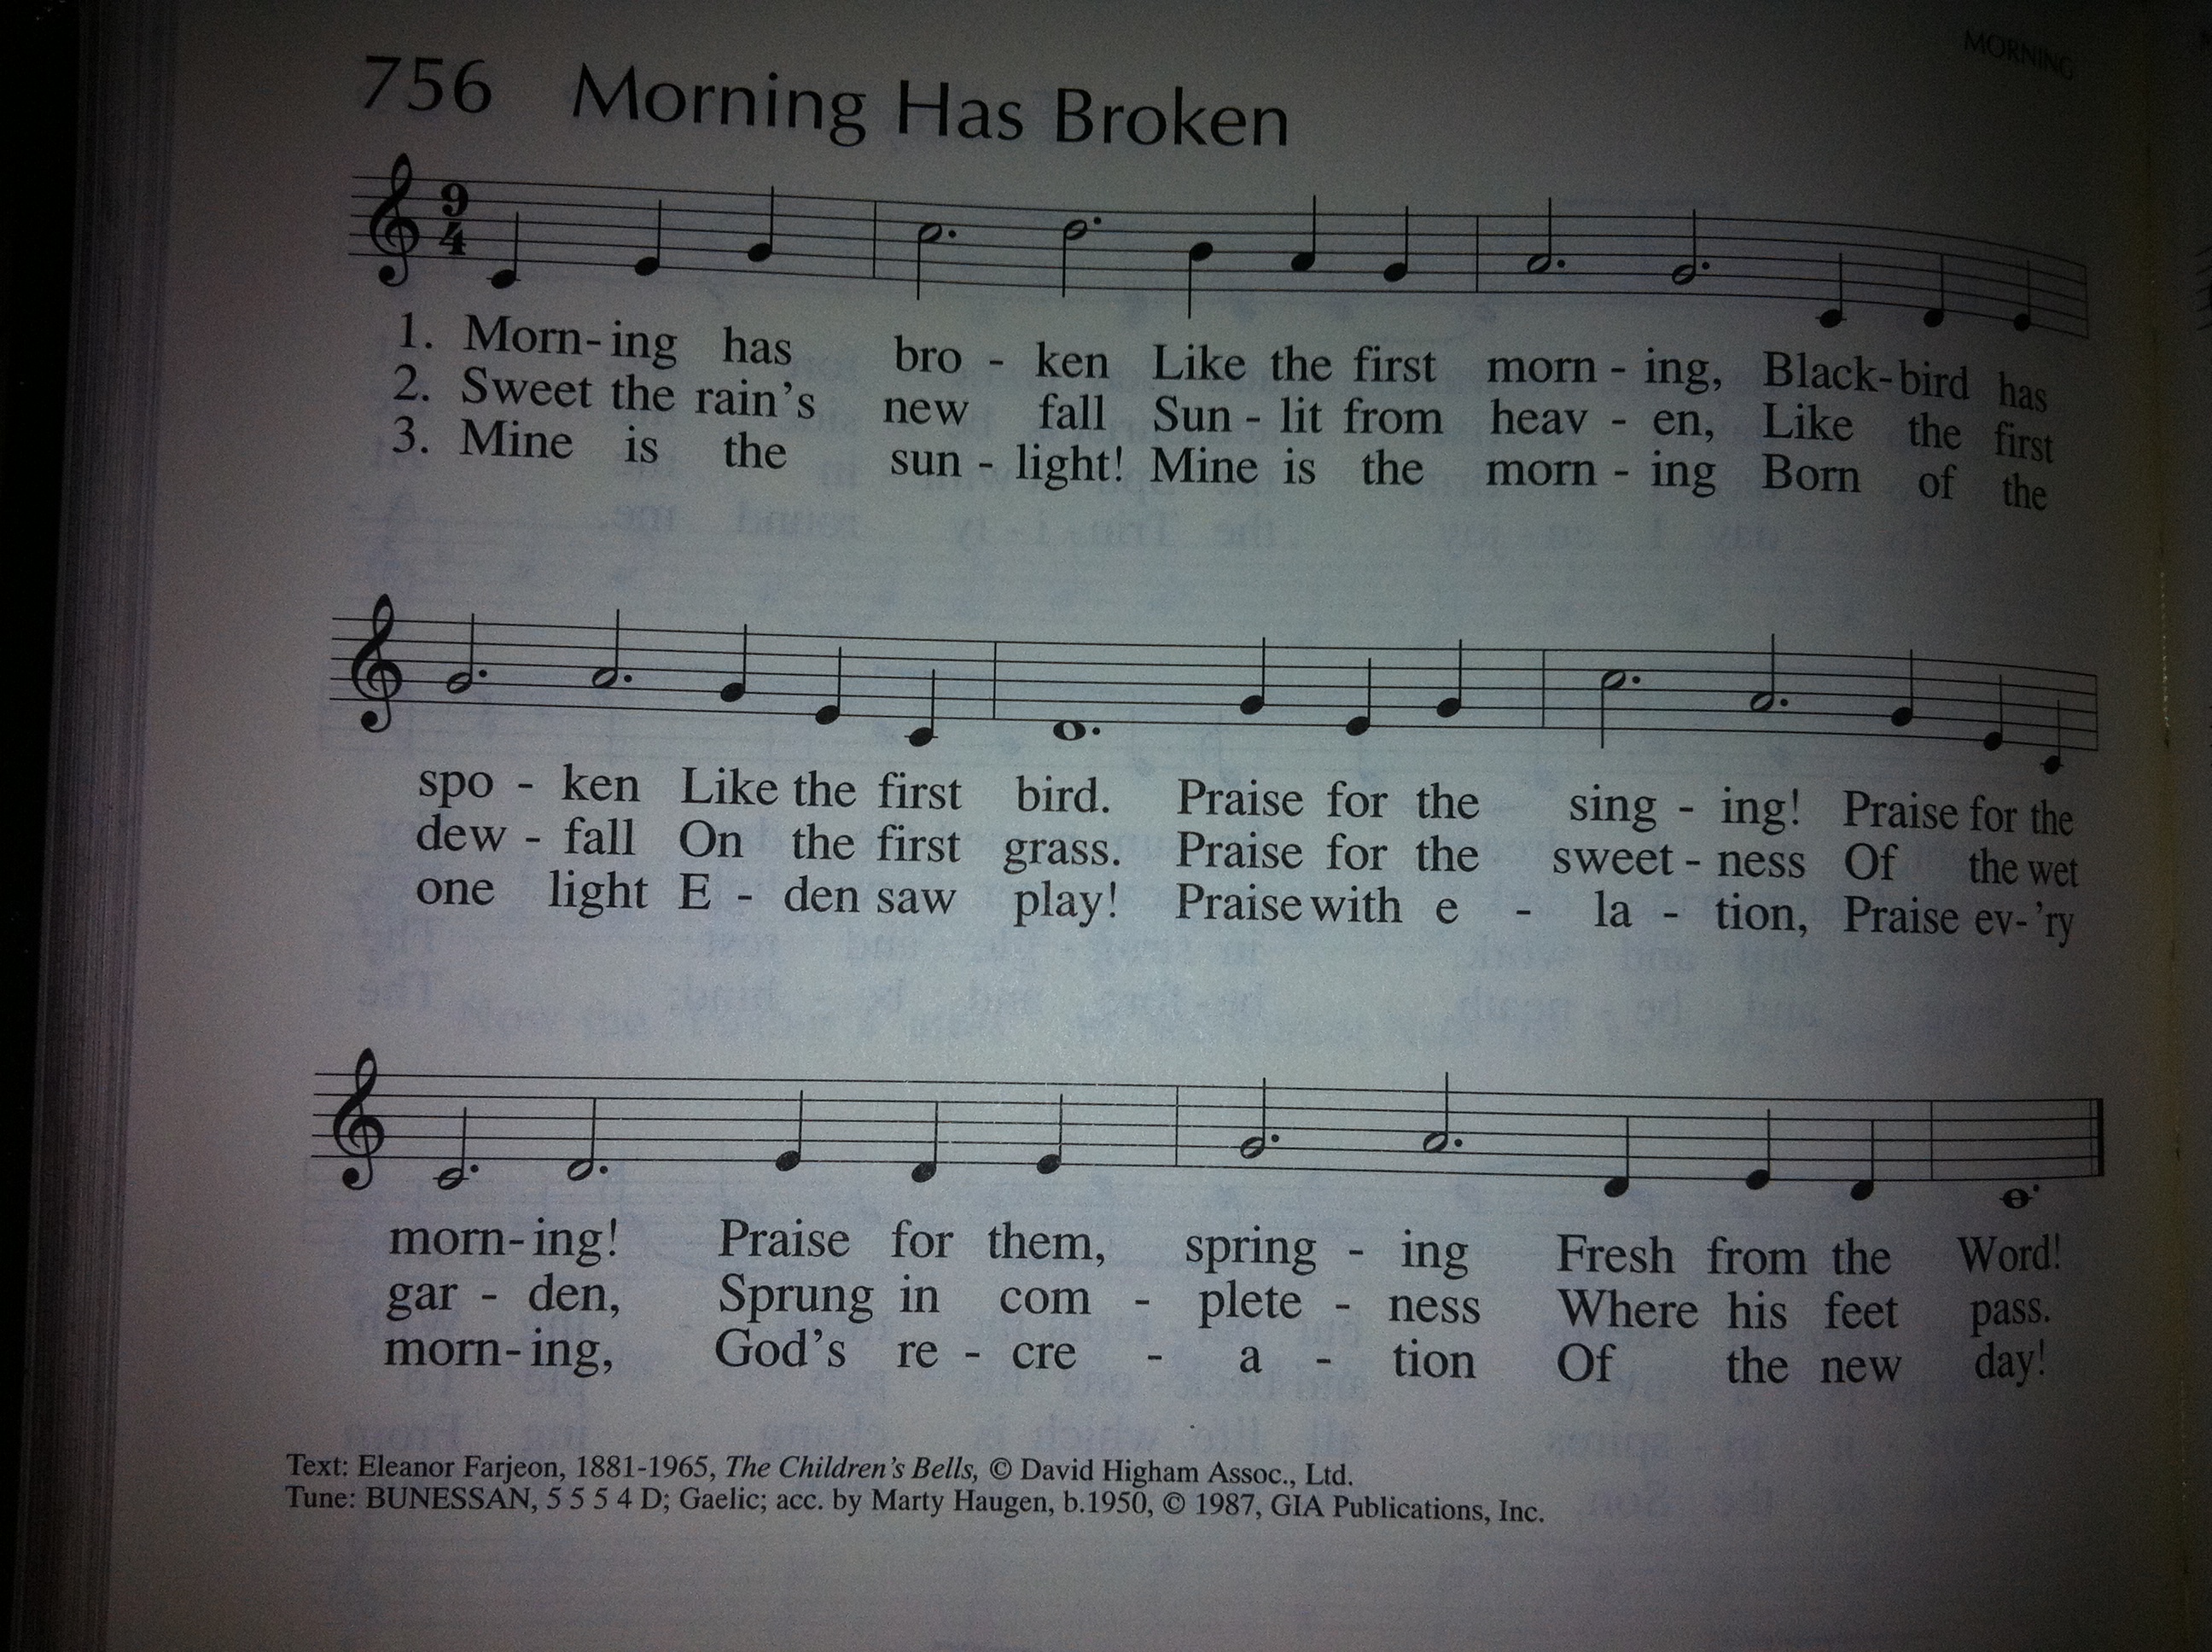 MORNING
756 Morning Has Broken
9
4
1. Morn-ing has bro - ken Like the first morn - ing, Black-bird has
2. Sweet the rain's new fall Sun - lit from heav - en, Like the first
3. Mine is the sun - light! Mine is the morn - ing Born of the
spo - ken Like the first bird. Praise for the sing - ing! Praise for the
dew - fall On the first grass. Praise for the sweet - ness Of the wet
one light E - den saw play! Praise with e - la - tion, Praise ev-'ry
morn-ing! Praise for them, spring - ing Fresh from the Word!
gar - den, Sprung in com - plete - ness Where his feet pass.
morn-ing, God's re - cre - a - tion Of the new day!
Text: Eleanor Farjeon, 1881-1965, The Children's Bells, © David Higham Assoc., Ltd.
Tune: BUNESSAN, 5 5 5 4 D; Gaelic; acc. by Marty Haugen, b.1950, © 1987, GIA Publications, Inc.